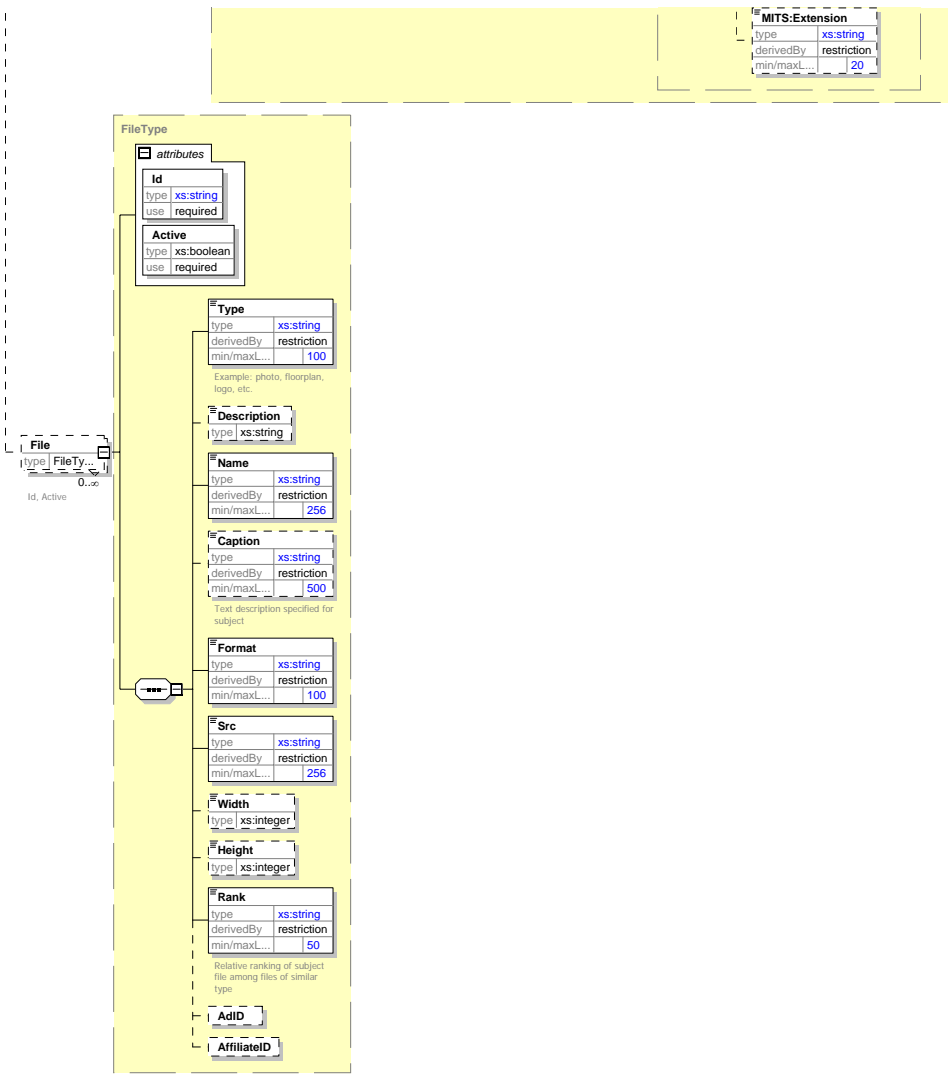 MITS:Extension
type xs:string
derivedBy restriction
min/maxL... 20
FileType
attributes
Id
type xs:string
use required
Active
type xs:boolean
use required
Type
type xs:string
derivedBy restriction
min/maxL... 100
Example: photo, floorplan,
logo, etc.
Description
type xs:string
File
type FileTy...
0..∞
Id, Active
Name
type xs:string
derivedBy restriction
min/maxL... 256
Caption
type xs:string
derivedBy restriction
min/maxL... 500
Text description specified for
subject
Format
type xs:string
derivedBy restriction
min/maxL... 100
Src
type xs:string
derivedBy restriction
min/maxL... 256
Width
type xs:integer
Height
type xs:integer
Rank
type xs:string
derivedBy restriction
min/maxL... 50
Relative ranking of subject
file among files of similar
type
AdID
AffiliateID